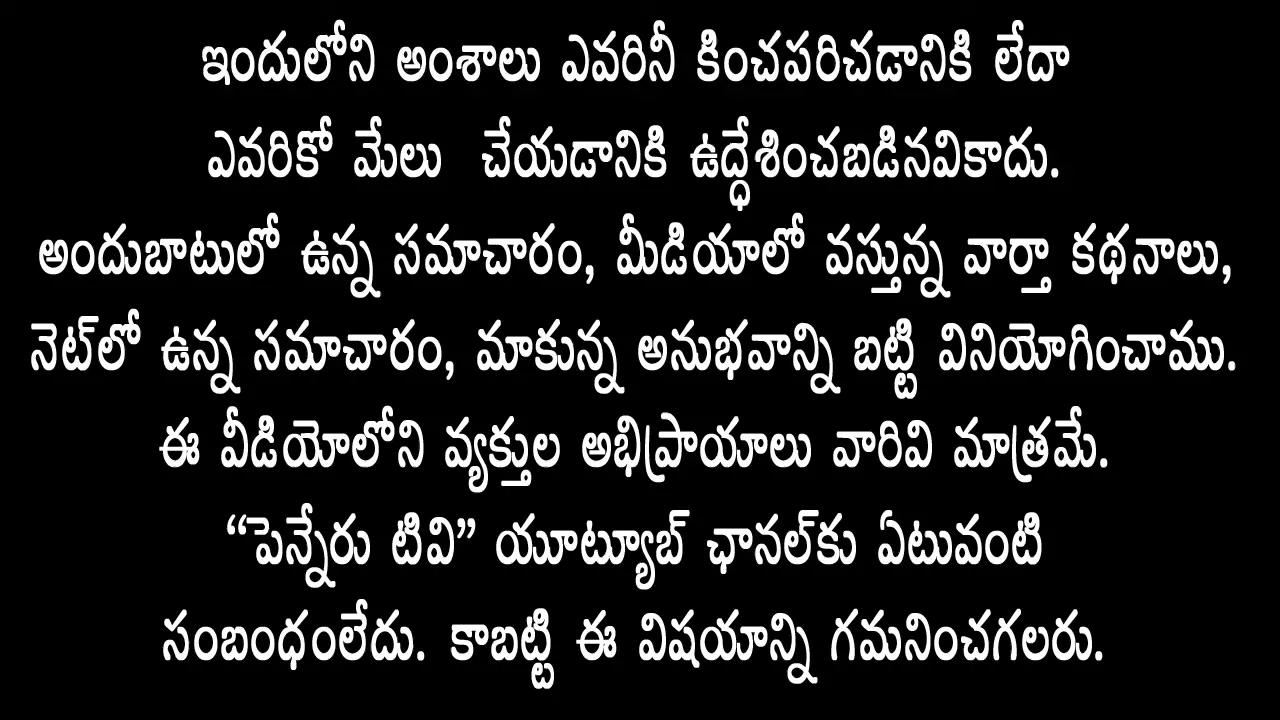 ఇందులోని అంశాలు ఎవరినీ కించపరిచడానికి లేదా
ఎవరికో మేలు చేయడానికి ఉద్ధేశించబడినవికాదు.
అందుబాటులో ఉన్న సమాచారం, మీడియాలో వస్తున్న వార్తా కథనాలు,
నెట్‌లో ఉన్న సమాచారం, మాకున్న అనుభవాన్ని బట్టి వినియోగించాము.
ఈ వీడియోలోని వ్యక్తుల అభిప్రాయాలు వారివి మాత్రమే.
“పెన్నేరు టివి” యూట్యూబ్ ఛానల్‌కు ఏటువంటి
సంబంధంలేదు. కాబట్టి ఈ విషయాన్ని గమనించగలరు.